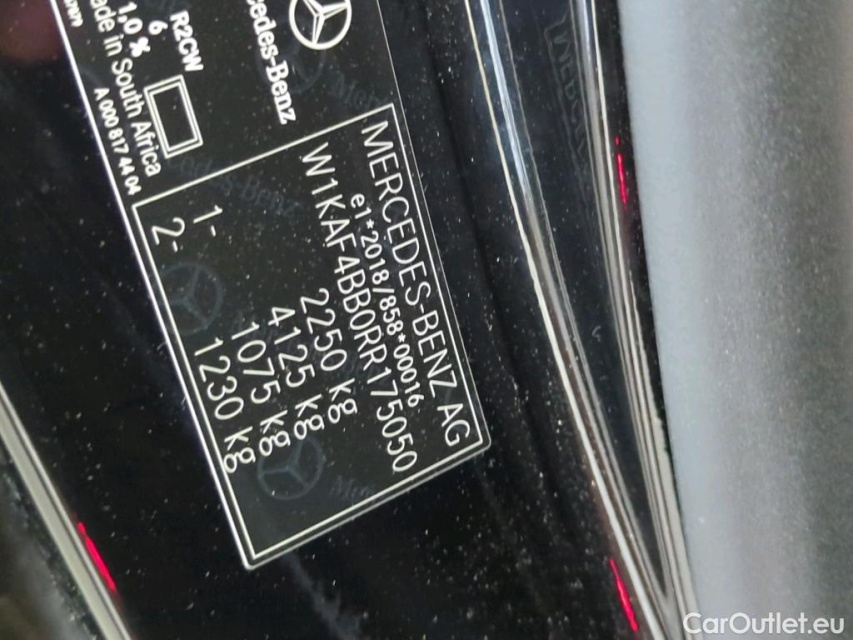 MERCEDES-BENZ AG
e1*2018/858*00016
W1KAF4BB0RR175050
2250 kg
4125 kg
1- 1075 kg
2- 1230 kg
Mercedes-Benz
R2CW
6
1,0 %
Made in South Africa
A 000 817 44 04
CarOutlet.eu